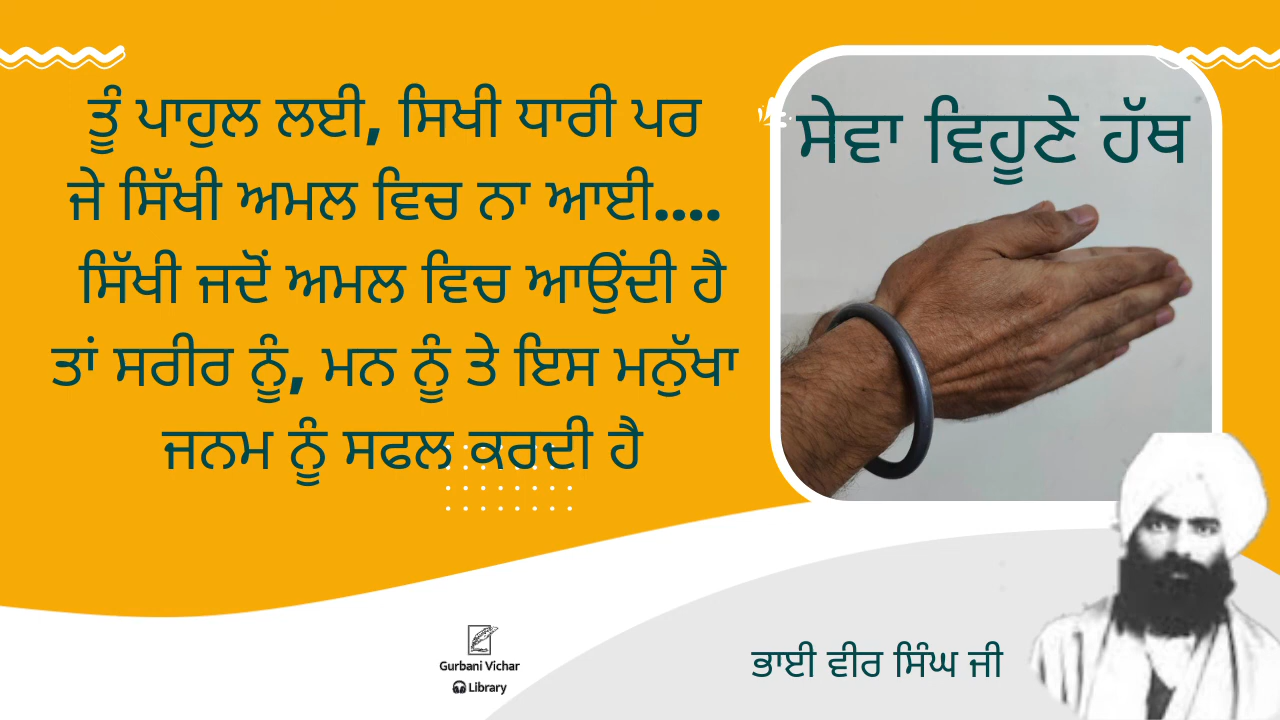 ਤੂੰ ਪਾਹੁਲ ਲਈ, ਸਿਖੀ ਧਾਰੀ ਪਰ
ਜੇ ਸਿੱਖੀ ਅਮਲ ਵਿਚ ਨਾ ਆਈ....
ਸਿੱਖੀ ਜਦੋਂ ਅਮਲ ਵਿਚ ਆਉਂਦੀ ਹੈ
ਤਾਂ ਸਰੀਰ ਨੂੰ, ਮਨ ਨੂੰ ਤੇ ਇਸ ਮਨੁੱਖਾ
ਜਨਮ ਨੂੰ ਸਫਲ ਕਰਦੀ ਹੈ
ਸੇਵਾ ਵਿਹੂਣੇ ਹੱਥ
Gurbani Vichar
Library
ਭਾਈ ਵੀਰ ਸਿੰਘ ਜੀ